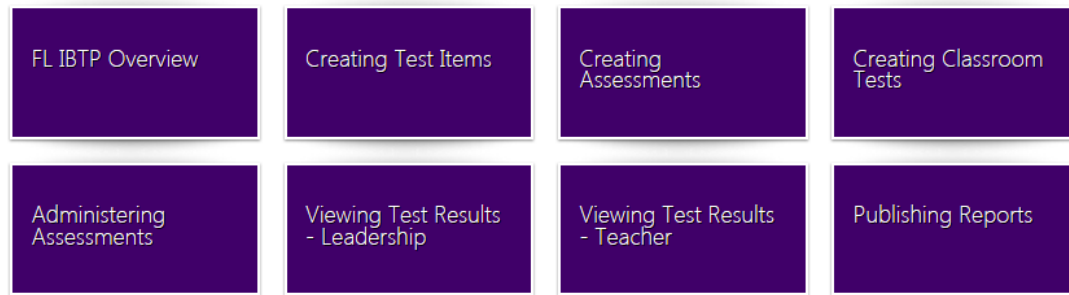 FL IBTP Overview
Creating Test Items
Creating
Assessments
Creating Classroom
Tests
Administering
Assessments
Viewing Test Results
- Leadership
Viewing Test Results
- Teacher
Publishing Reports